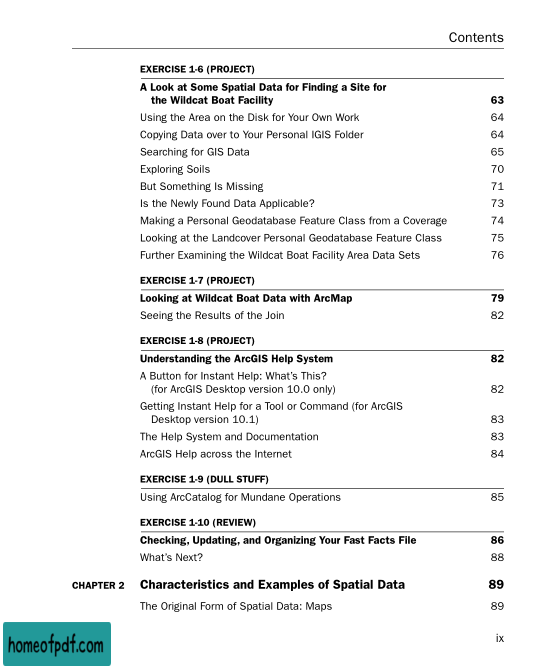 Contents
EXERCISE 1-6 (PROJECT)
A Look at Some Spatial Data for Finding a Site for
the Wildcat Boat Facility 63
Using the Area on the Disk for Your Own Work 64
Copying Data over to Your Personal IGIS Folder 64
Searching for GIS Data 65
Exploring Soils 70
But Something Is Missing 71
Is the Newly Found Data Applicable? 73
Making a Personal Geodatabase Feature Class from a Coverage 74
Looking at the Landcover Personal Geodatabase Feature Class 75
Further Examining the Wildcat Boat Facility Area Data Sets 76
EXERCISE 1-7 (PROJECT)
Looking at Wildcat Boat Data with ArcMap 79
Seeing the Results of the Join 82
EXERCISE 1-8 (PROJECT)
Understanding the ArcGIS Help System 82
A Button for Instant Help: What's This?
(for ArcGIS Desktop version 10.0 only) 82
Getting Instant Help for a Tool or Command (for ArcGIS
Desktop version 10.1) 83
The Help System and Documentation 83
ArcGIS Help across the Internet 84
EXERCISE 1-9 (DULL STUFF)
Using ArcCatalog for Mundane Operations 85
EXERCISE 1-10 (REVIEW)
Checking, Updating, and Organizing Your Fast Facts File 86
What's Next? 88
CHAPTER 2 Characteristics and Examples of Spatial Data 89
The Original Form of Spatial Data: Maps 89
ix
homeofpdf.com